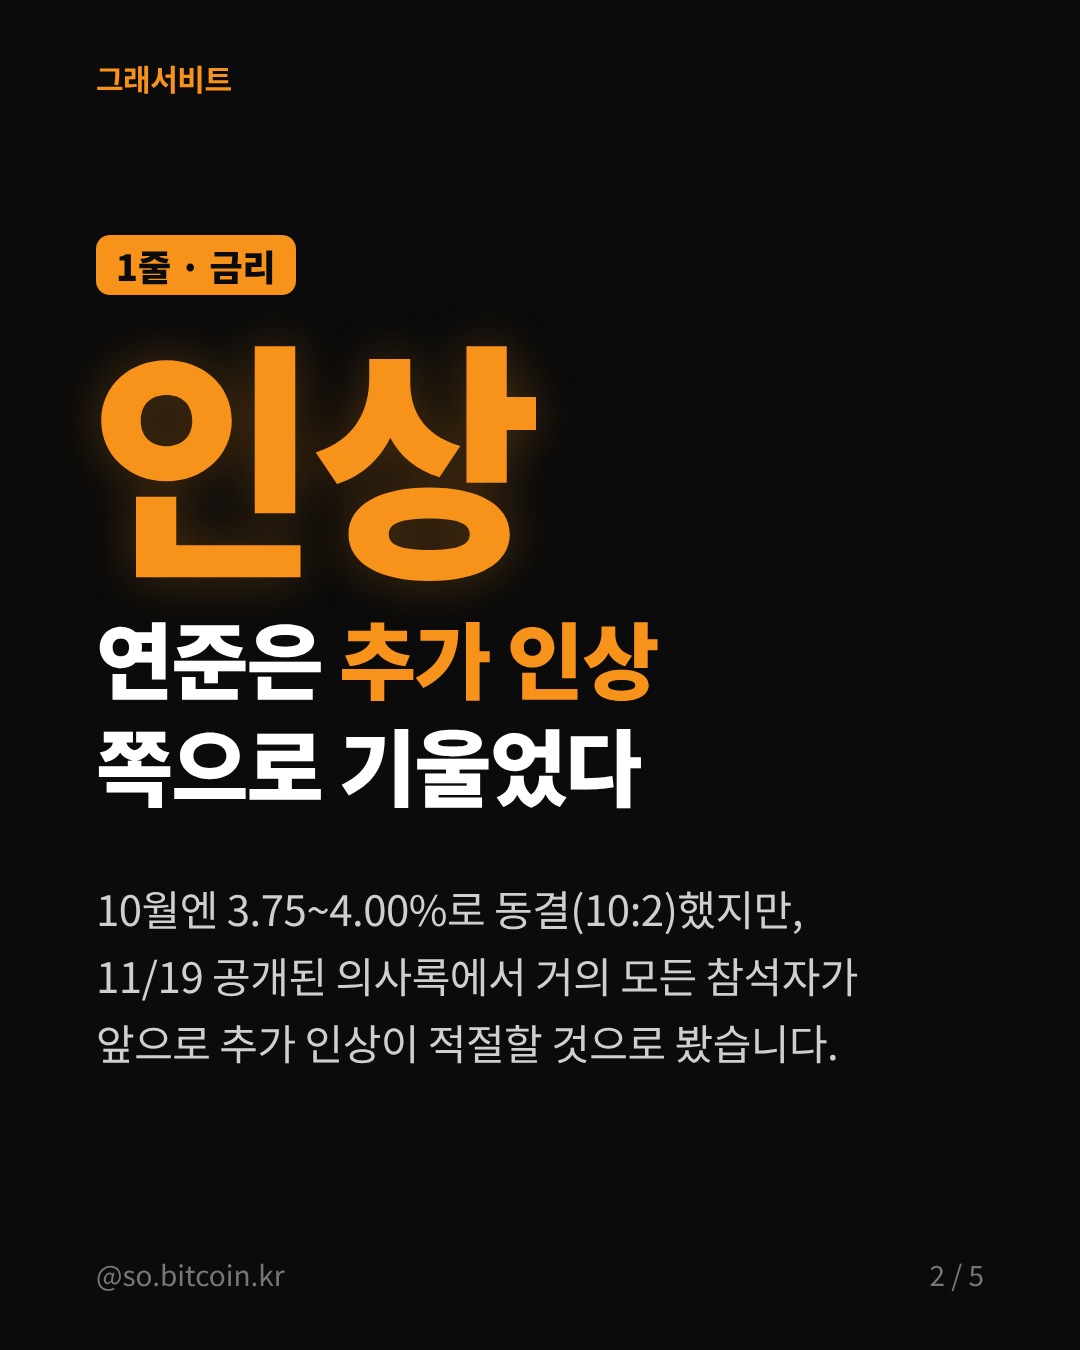 그래서비트
1줄 · 금리
인상
연준은 추가 인상
쪽으로 기울었다
10월엔 3.75~4.00%로 동결(10:2)했지만,
11/19 공개된 의사록에서 거의 모든 참석자가
앞으로 추가 인상이 적절할 것으로 봤습니다.
@so.bitcoin.kr
2 / 5